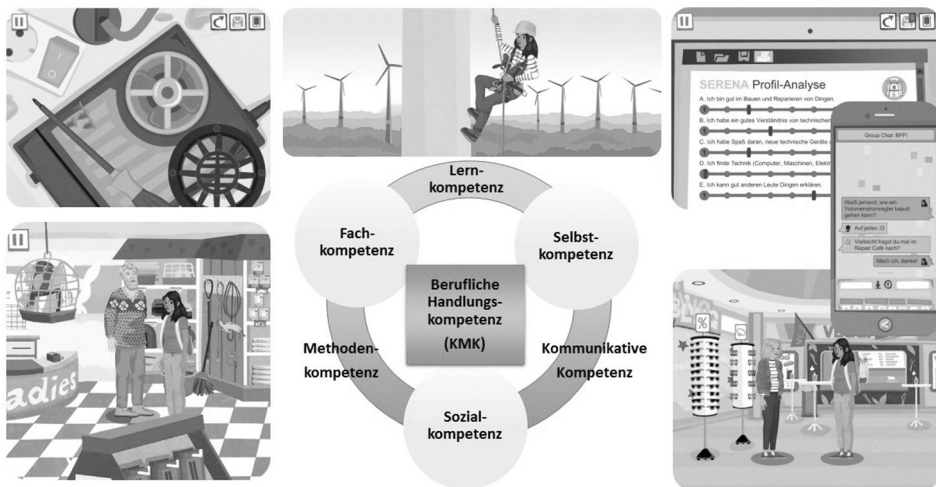 SERENA Profil-Analyse
A. Ich bin gut im Bauen und Reparieren von Dingen.
B. Ich habe ein gutes Verständnis von technischen
C. Ich habe Spaß daran, neue technische Geräte
D. Ich finde Technik (Computer, Maschinen, Elektr
E. Ich kann gut anderen Leute Dingen erklären.
Group Chat: BFF!
Weiß jemand, wie ein
Volumenstromregler kaputt
gehen kann?
Auf jeden ;D
Vielleicht fragst du mal im
Repair Café nach?
Mach ich, danke!
Lern-
kompetenz
Fach-
kompetenz
Selbst-
kompetenz
Berufliche
Handlungs-
kompetenz
(KMK)
Methoden-
kompetenz
Kommunikative
Kompetenz
Sozial-
kompetenz
adies
%